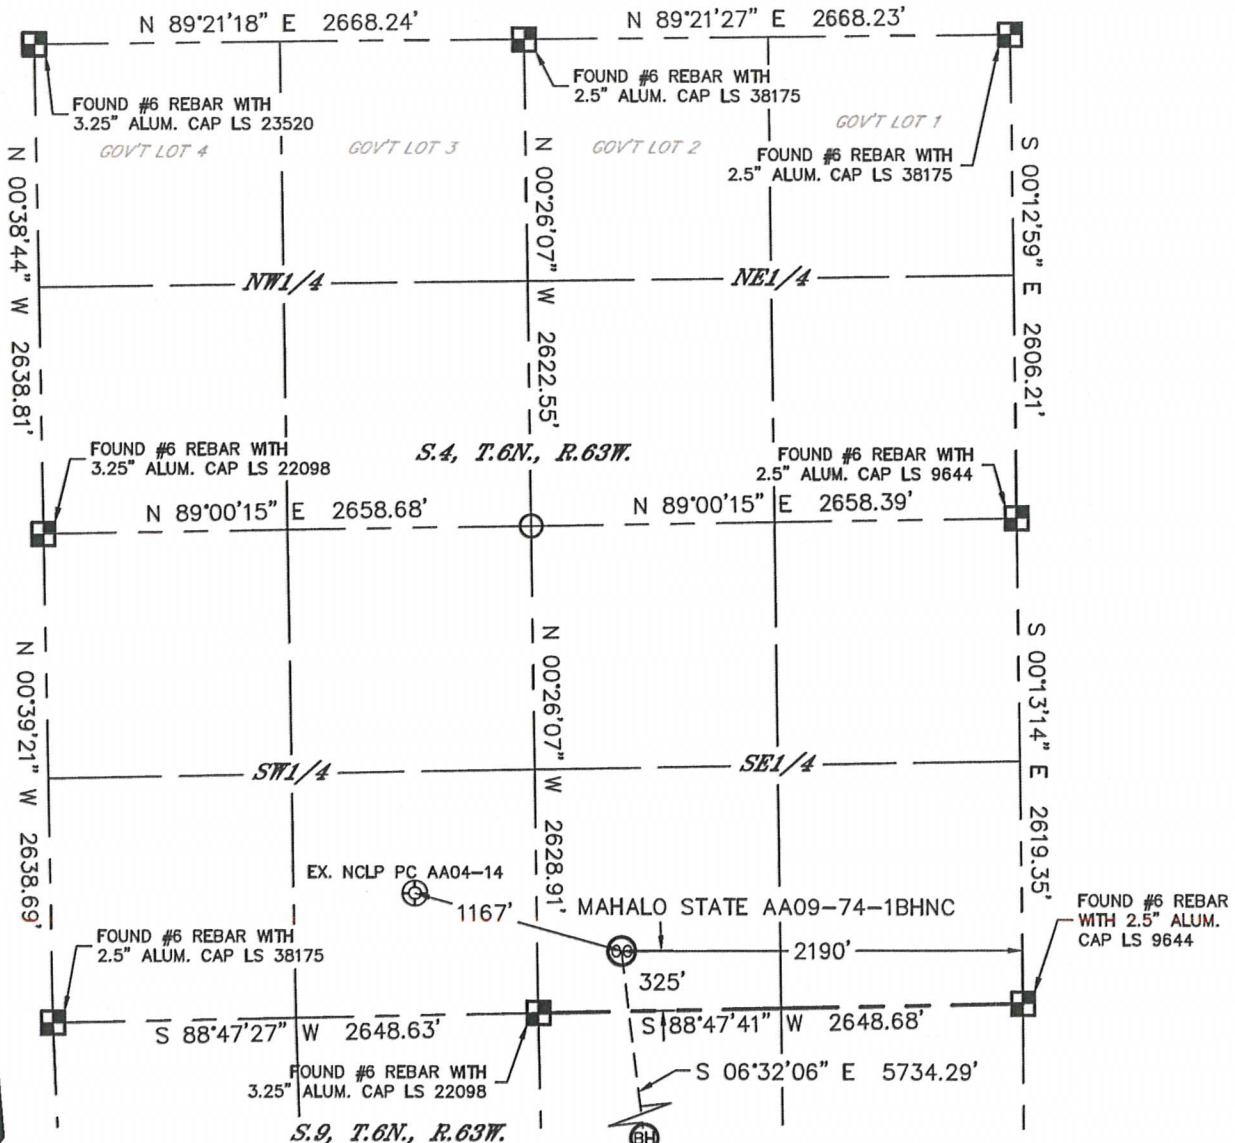 N 89°21'18" E 2668.24'
N 89°21'27" E 2668.23'
FOUND #6 REBAR WITH
3.25" ALUM. CAP LS 23520
FOUND #6 REBAR WITH
2.5" ALUM. CAP LS 38175
GOV'T LOT 1
GOV'T LOT 4
GOV'T LOT 3
GOV'T LOT 2
FOUND #6 REBAR WITH
2.5" ALUM. CAP LS 38175
N 00°38'44" W 2638.81'
N 00°26'07" W 2622.55'
S 00°12'59" E 2606.21'
NW1/4
NE1/4
FOUND #6 REBAR WITH
3.25" ALUM. CAP LS 22098
S.4, T.6N., R.63W.
FOUND #6 REBAR WITH
2.5" ALUM. CAP LS 9644
N 89°00'15" E 2658.68'
N 89°00'15" E 2658.39'
N 00°39'21" W 2638.69'
N 00°26'07" W 2628.91'
S 00°13'14" E 2619.35'
SW1/4
SE1/4
EX. NCLP PC AA04-14
1167'
MAHALO STATE AA09-74-1BHNC
2190'
325'
FOUND #6 REBAR
WITH 2.5" ALUM.
CAP LS 9644
FOUND #6 REBAR WITH
2.5" ALUM. CAP LS 38175
S 88°47'27" W 2648.63'
S 88°47'41" W 2648.68'
FOUND #6 REBAR WITH
3.25" ALUM. CAP LS 22098
S 06°32'06" E 5734.29'
S.9, T.6N., R.63W.
BH